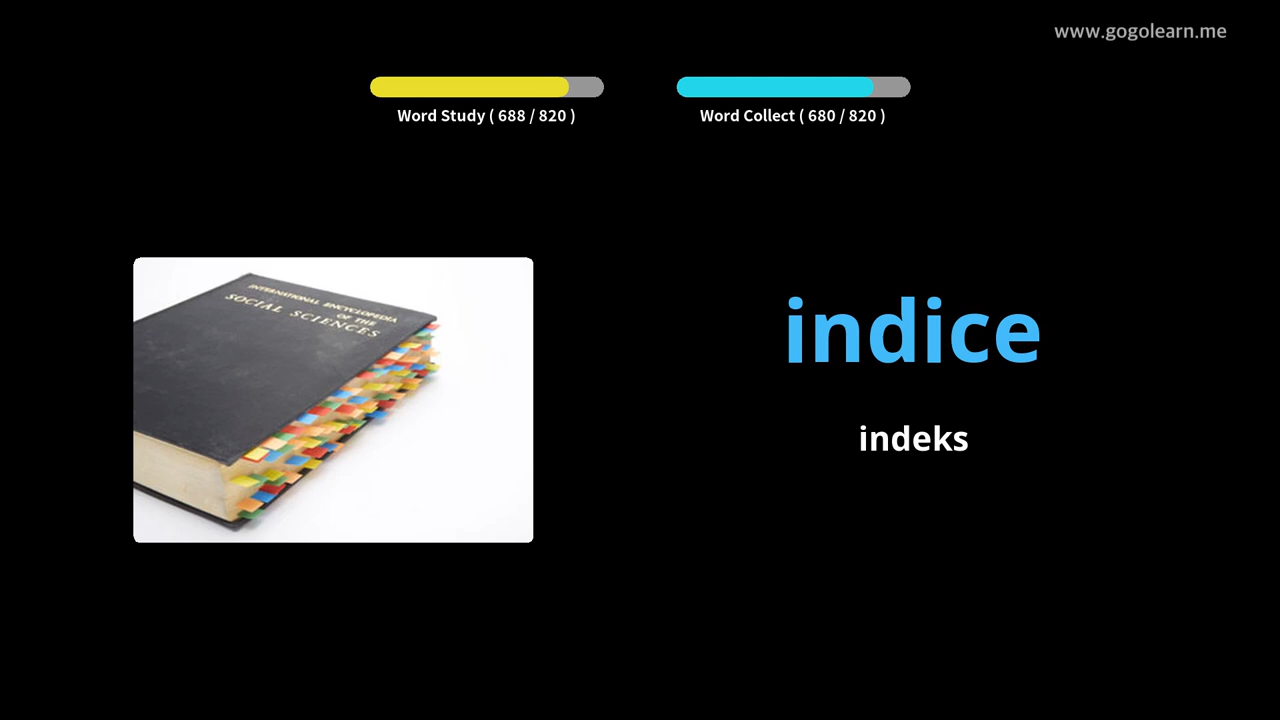 www.gogolearn.me
Word Study ( 688 / 820 )
Word Collect ( 680 / 820 )
INTERNATIONAL ENCYCLOPEDIA
OF THE
SOCIAL SCIENCES
indice
indeks